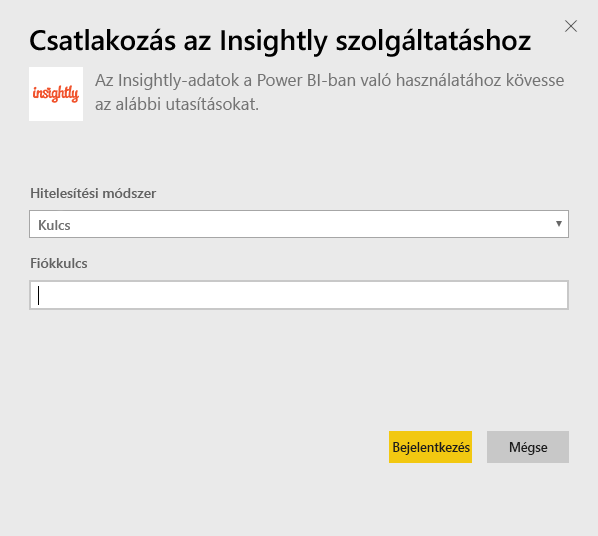 Csatlakozás az Insightly szolgáltatáshoz
insightly
Az Insightly-adatok a Power BI-ban való használatához kövesse
az alábbi utasításokat.
Hitelesítési módszer
Kulcs
Fiókkulcs
Bejelentkezés
Mégse